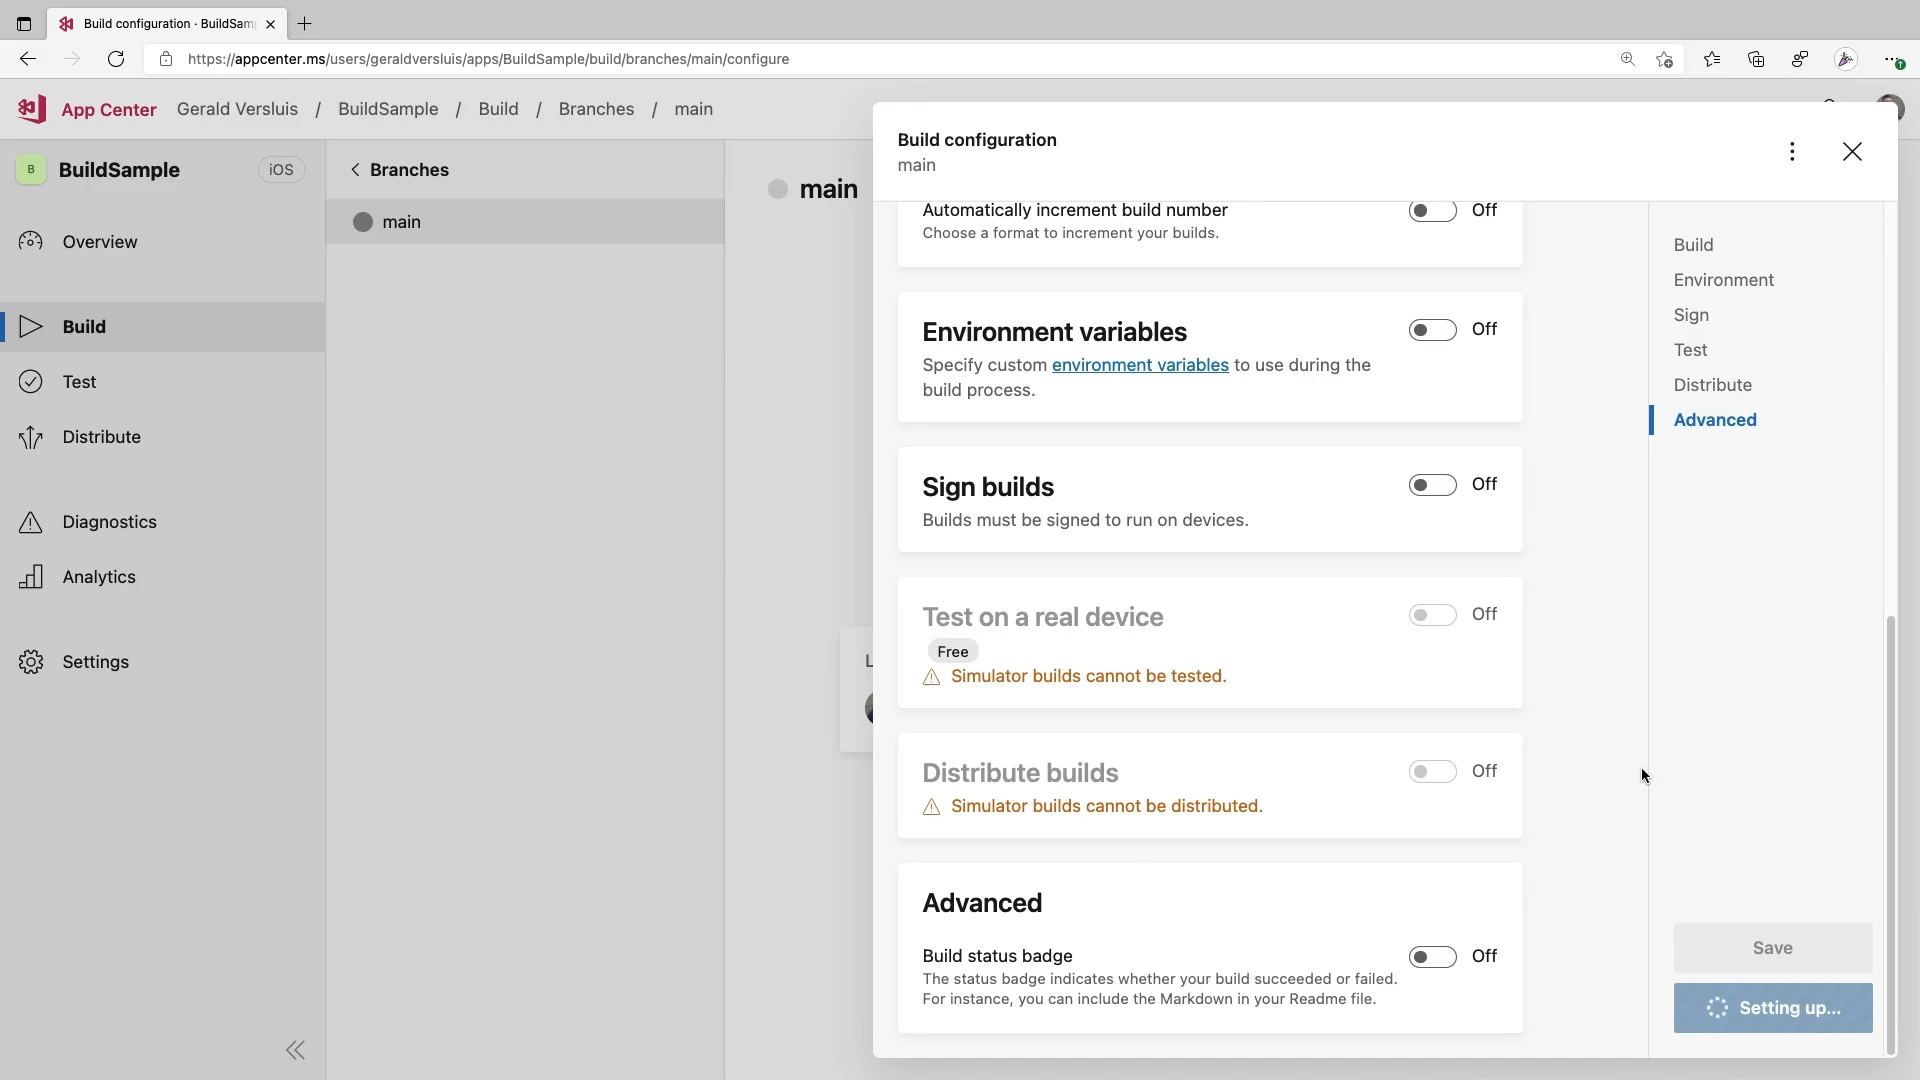 Build configuration · BuildSam
https://appcenter.ms/users/geraldversluis/apps/BuildSample/build/branches/main/configure
App Center Gerald Versluis / BuildSample / Build / Branches / main
B BuildSample iOS
Overview
Build
Test
Distribute
Diagnostics
Analytics
Settings
Branches
main
main
L
Build configuration
main
Automatically increment build number Off
Choose a format to increment your builds.
Environment variables Off
Specify custom environment variables to use during the
build process.
Sign builds Off
Builds must be signed to run on devices.
Test on a real device Off
Free
Simulator builds cannot be tested.
Distribute builds Off
Simulator builds cannot be distributed.
Advanced
Build status badge Off
The status badge indicates whether your build succeeded or failed.
For instance, you can include the Markdown in your Readme file.
Build
Environment
Sign
Test
Distribute
Advanced
Save
Setting up...